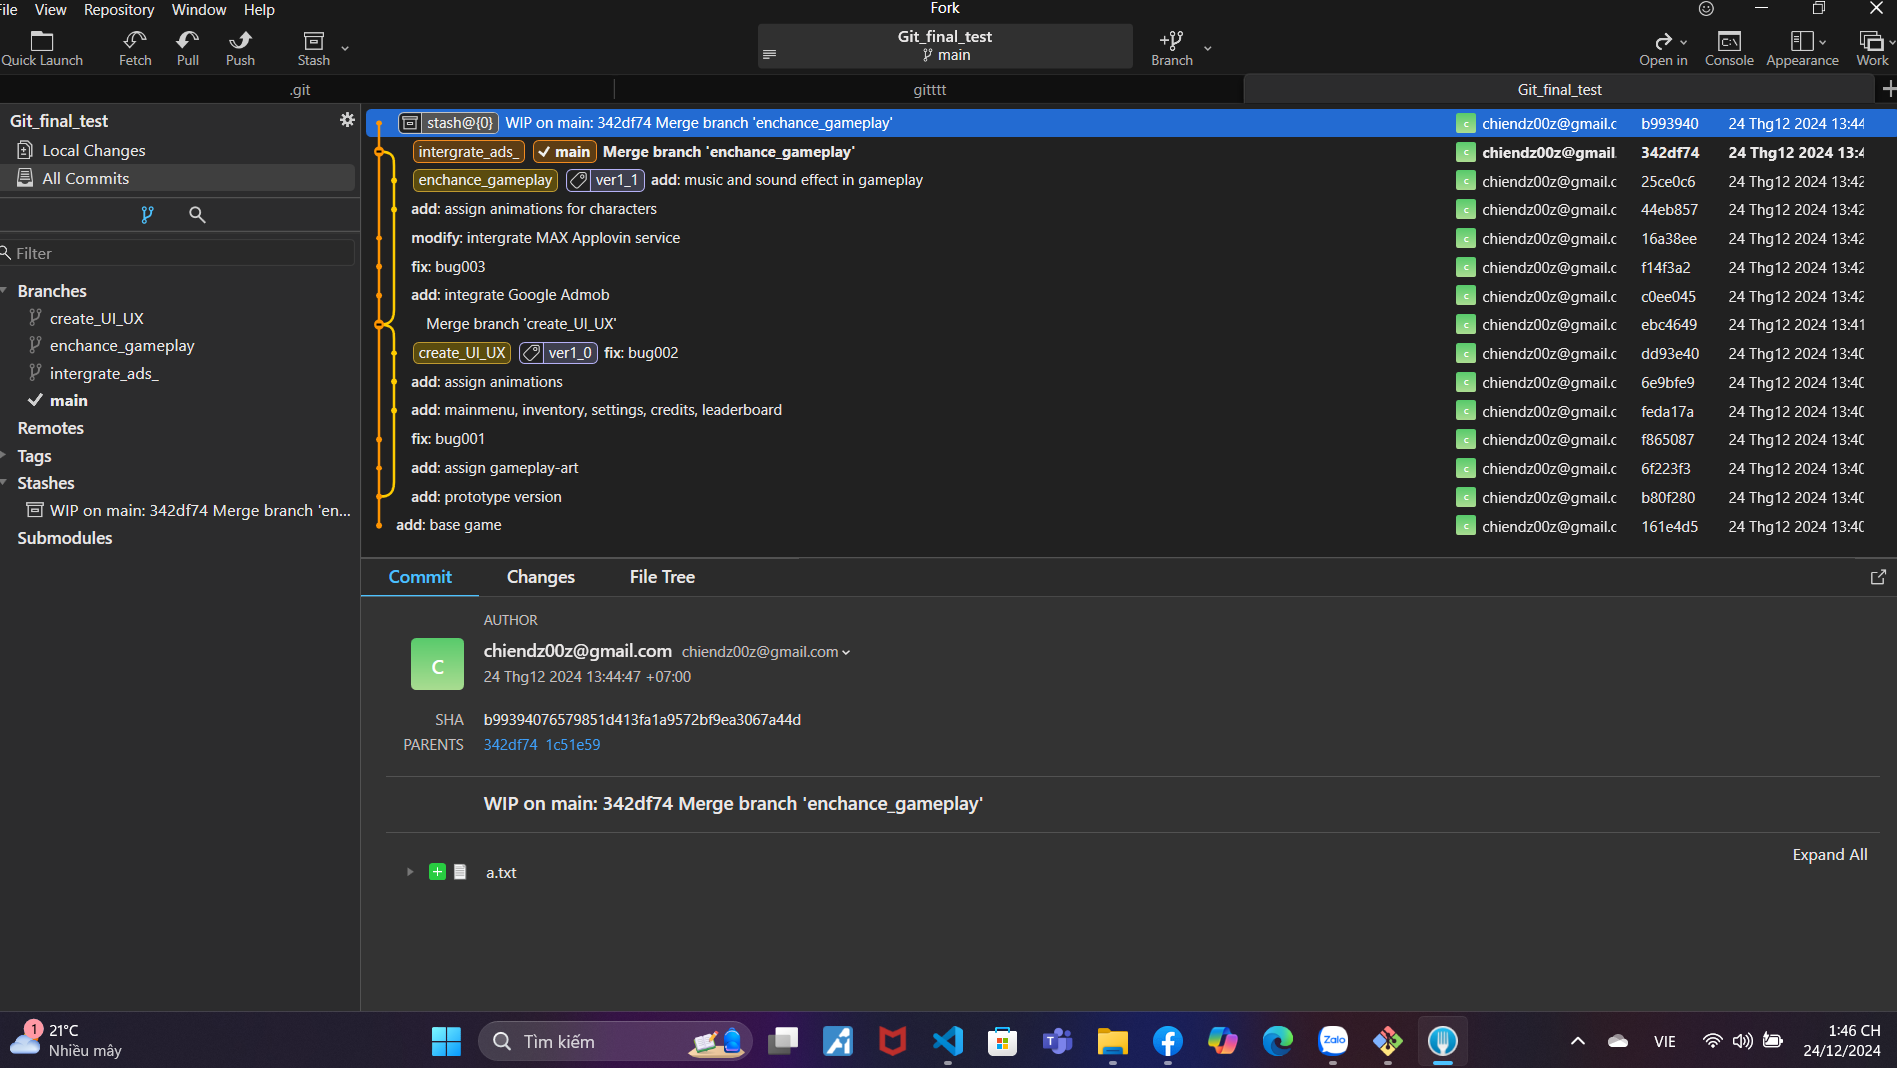 File View Repository Window Help
Fork
Quick Launch Fetch Pull Push Stash
Git_final_test
main
Branch
Open in Console Appearance Work
.git gitttt Git_final_test
Git_final_test
Local Changes
All Commits
Filter
Branches
create_UI_UX
enchance_gameplay
intergrate_ads_
main
Remotes
Tags
Stashes
WIP on main: 342df74 Merge branch 'en...
Submodules
stash@{0} WIP on main: 342df74 Merge branch 'enchance_gameplay' c chiendz00z@gmail.c b993940 24 Thg12 2024 13:44
intergrate_ads_ main Merge branch 'enchance_gameplay' c chiendz00z@gmail. 342df74 24 Thg12 2024 13:4
enchance_gameplay ver1_1 add: music and sound effect in gameplay c chiendz00z@gmail.c 25ce0c6 24 Thg12 2024 13:42
add: assign animations for characters c chiendz00z@gmail.c 44eb857 24 Thg12 2024 13:42
modify: intergrate MAX Applovin service c chiendz00z@gmail.c 16a38ee 24 Thg12 2024 13:42
fix: bug003 c chiendz00z@gmail.c f14f3a2 24 Thg12 2024 13:42
add: integrate Google Admob c chiendz00z@gmail.c c0ee045 24 Thg12 2024 13:42
Merge branch 'create_UI_UX' c chiendz00z@gmail.c ebc4649 24 Thg12 2024 13:41
create_UI_UX ver1_0 fix: bug002 c chiendz00z@gmail.c dd93e40 24 Thg12 2024 13:40
add: assign animations c chiendz00z@gmail.c 6e9bfe9 24 Thg12 2024 13:40
add: mainmenu, inventory, settings, credits, leaderboard c chiendz00z@gmail.c feda17a 24 Thg12 2024 13:40
fix: bug001 c chiendz00z@gmail.c f865087 24 Thg12 2024 13:40
add: assign gameplay-art c chiendz00z@gmail.c 6f223f3 24 Thg12 2024 13:40
add: prototype version c chiendz00z@gmail.c b80f280 24 Thg12 2024 13:40
add: base game c chiendz00z@gmail.c 161e4d5 24 Thg12 2024 13:40
Commit Changes File Tree
AUTHOR
C
chiendz00z@gmail.com chiendz00z@gmail.com
24 Thg12 2024 13:44:47 +07:00
SHA b99394076579851d413fa1a9572bf9ea3067a44d
PARENTS 342df74 1c51e59
WIP on main: 342df74 Merge branch 'enchance_gameplay'
Expand All
a.txt
1
21°C
Nhiều mây
Tìm kiếm
Zalo
VIE
1:46 CH
24/12/2024